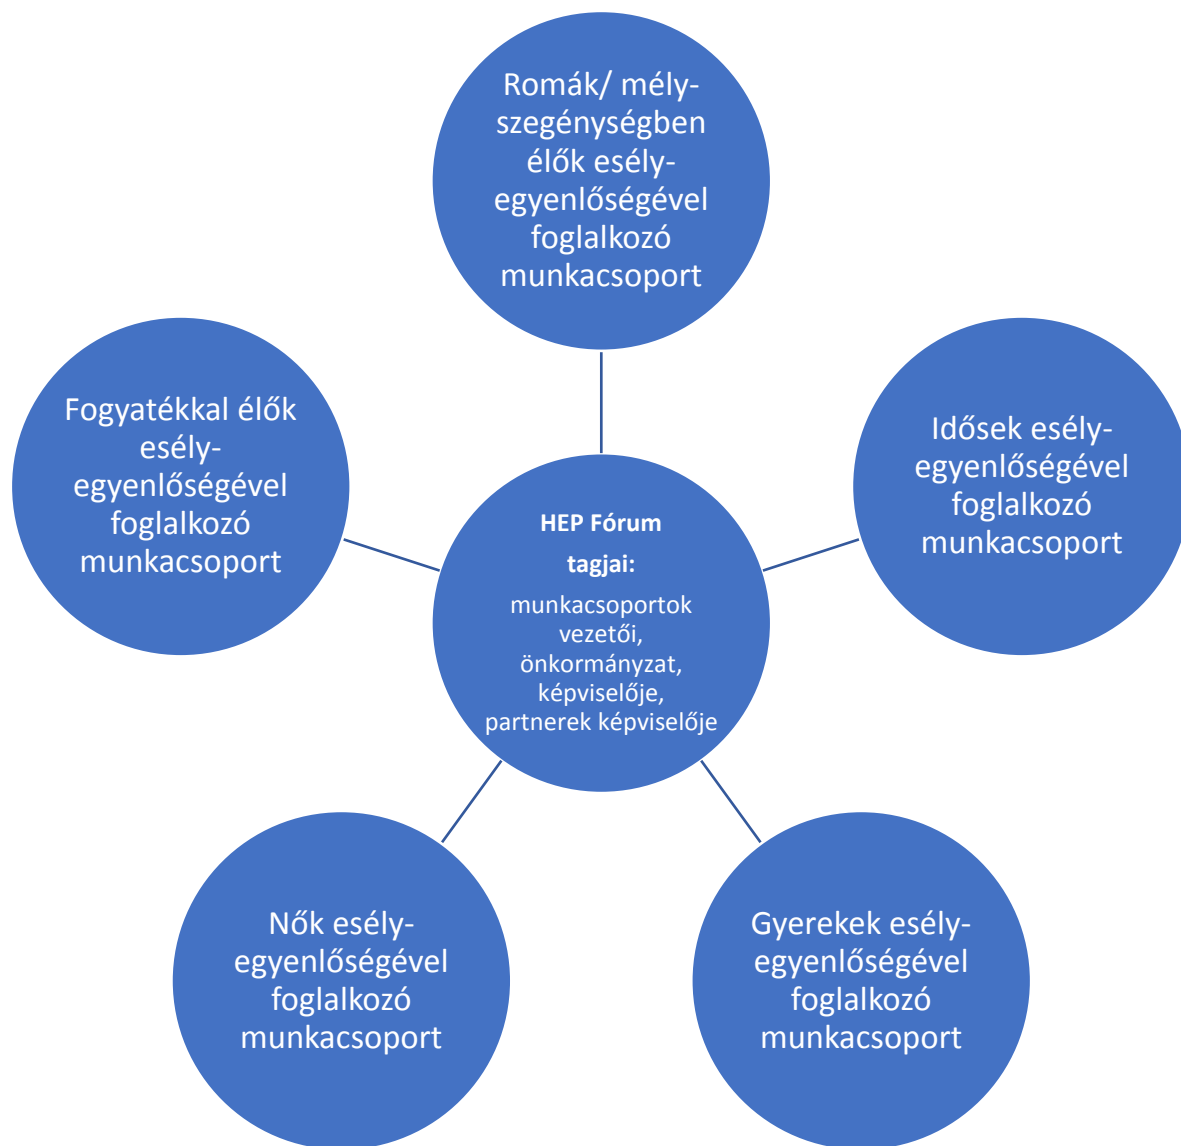 Romák/ mély-
szegénységben
élők esély-
egyenlőségével
foglalkozó
munkacsoport
Fogyatékkal élők
esély-
egyenlőségével
foglalkozó
munkacsoport
Idősek esély-
egyenlőségével
foglalkozó
munkacsoport
HEP Fórum
tagjai:
munkacsoportok
vezetői,
önkormányzat,
képviselője,
partnerek képviselője
Nők esély-
egyenlőségével
foglalkozó
munkacsoport
Gyerekek esély-
egyenlőségével
foglalkozó
munkacsoport